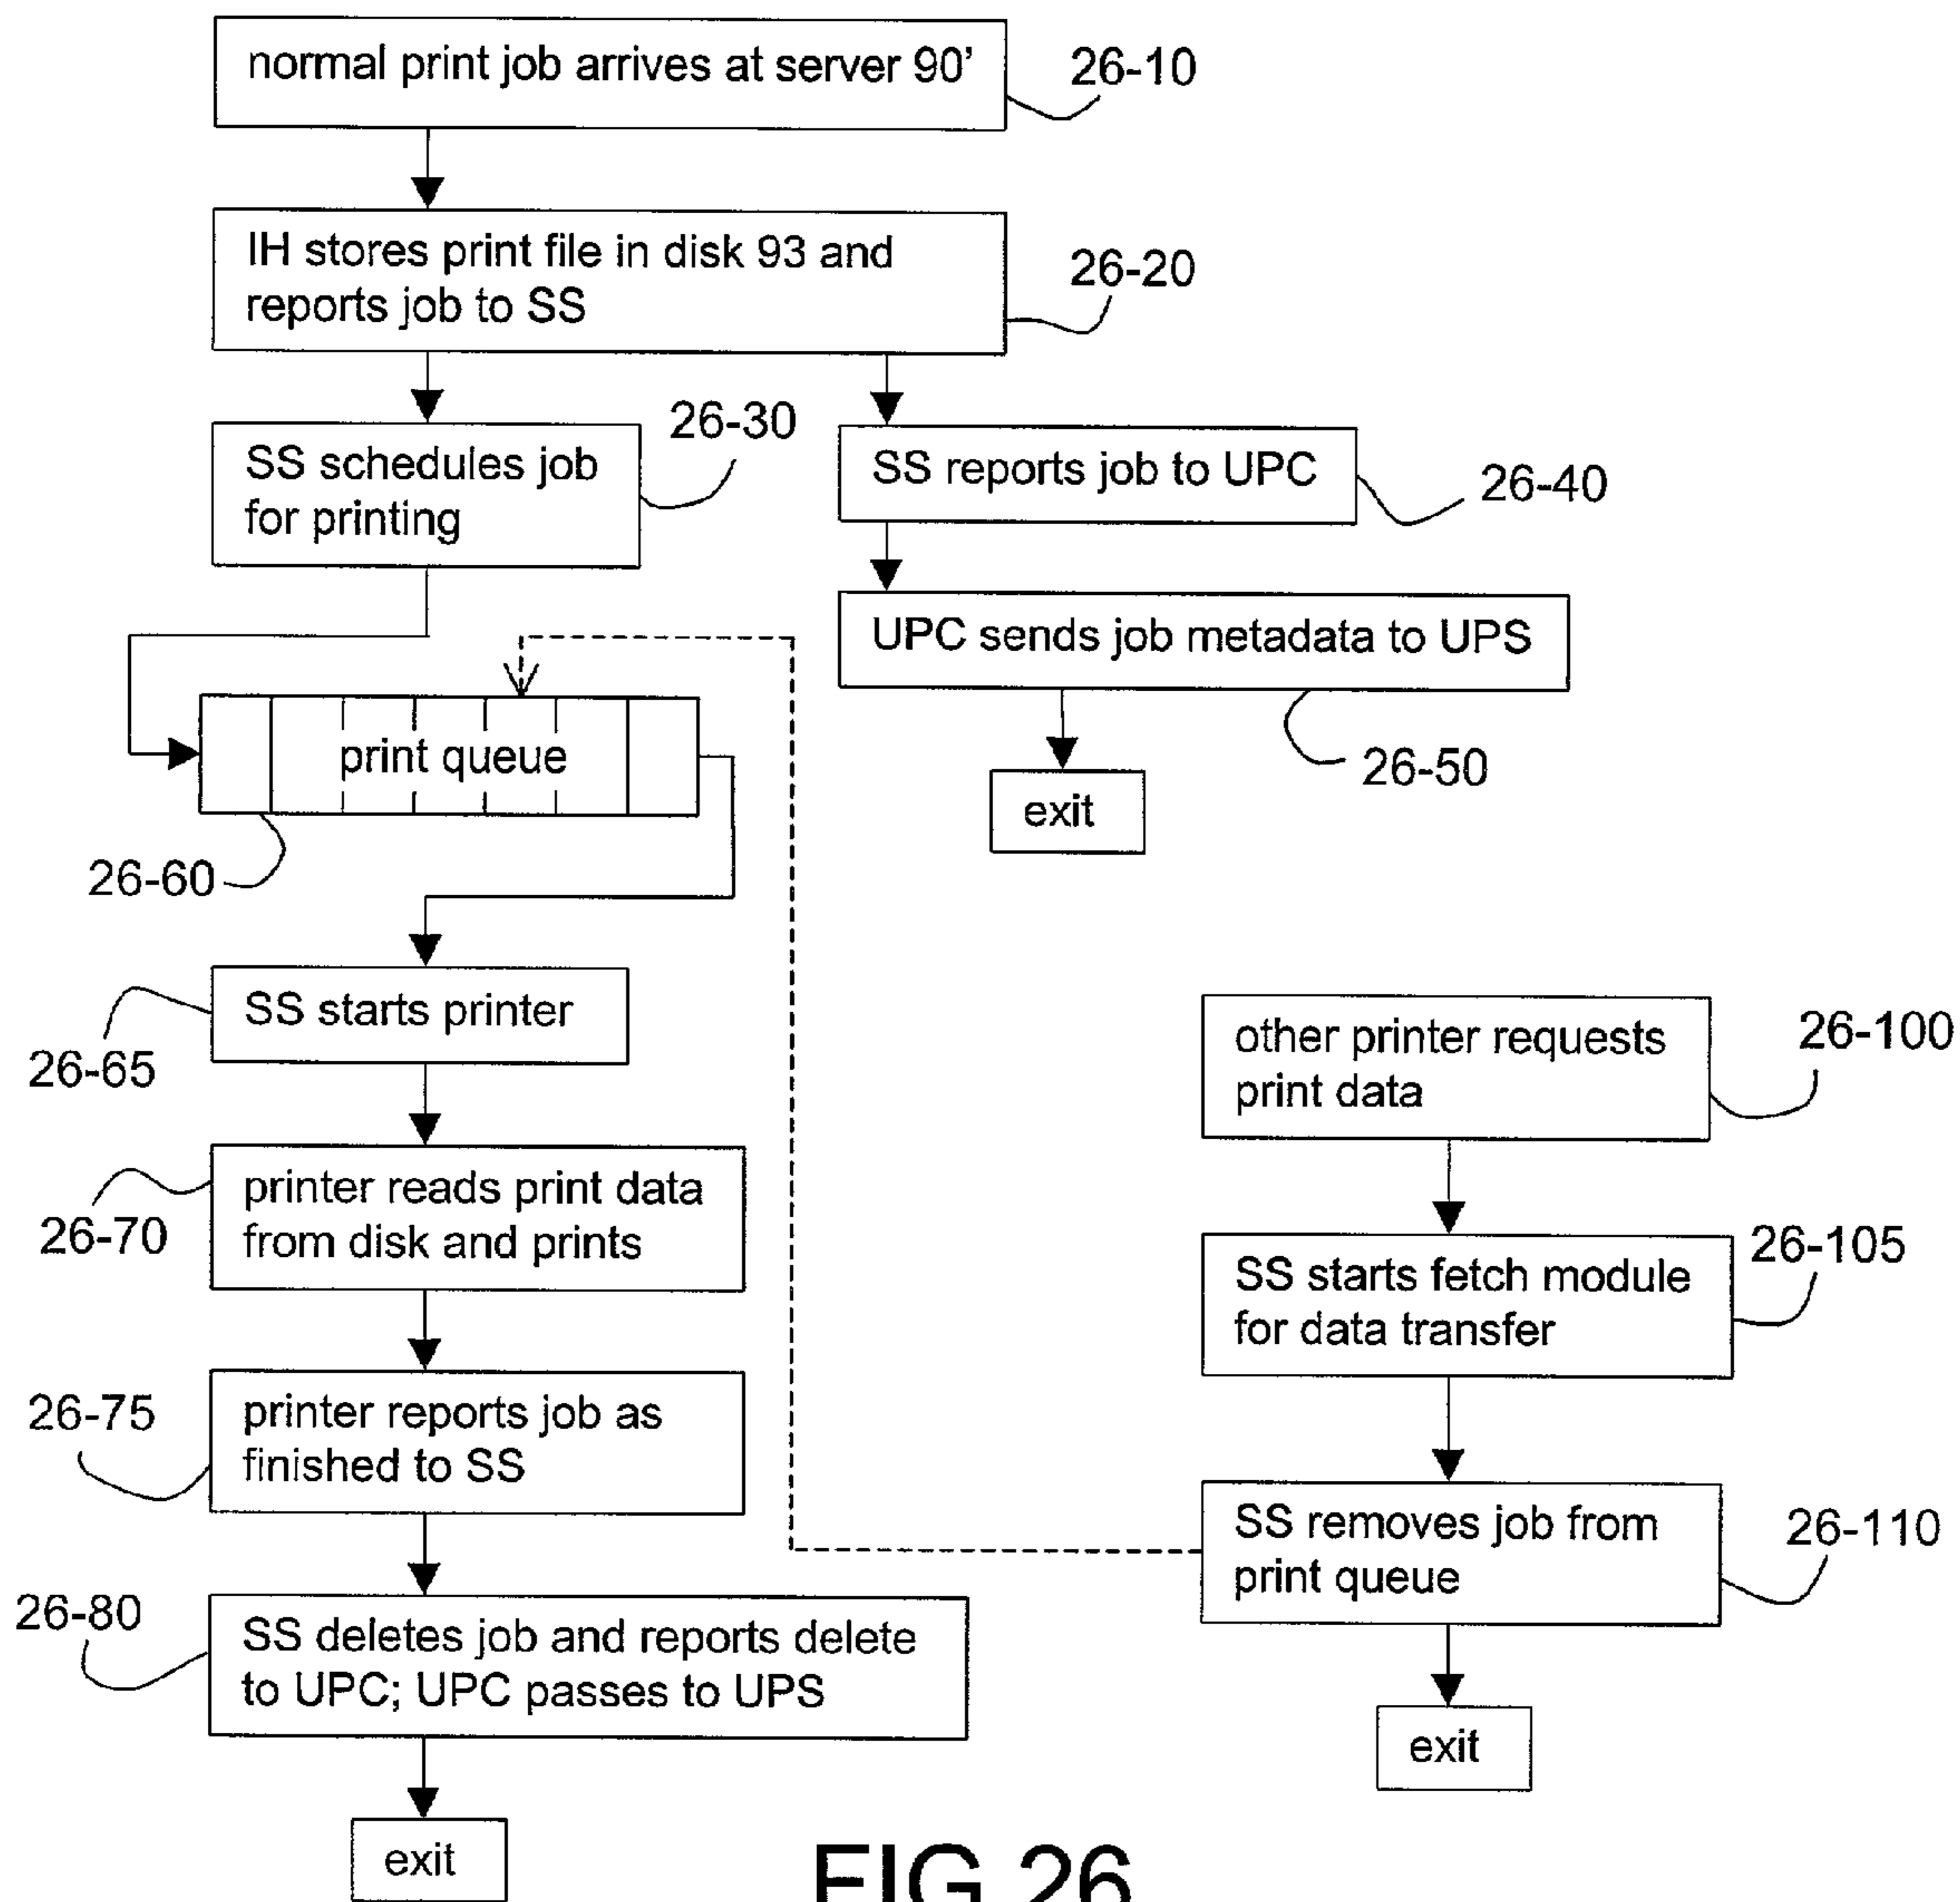 normal print job arrives at server 90'
26-10
IH stores print file in disk 93 and
reports job to SS
26-20
26-30
SS schedules job
for printing
SS reports job to UPC
26-40
UPC sends job metadata to UPS
26-50
exit
print queue
26-60
SS starts printer
26-65
printer reads print data
from disk and prints
26-70
printer reports job as
finished to SS
26-75
SS deletes job and reports delete
to UPC; UPC passes to UPS
26-80
exit
other printer requests
print data
26-100
SS starts fetch module
for data transfer
26-105
SS removes job from
print queue
26-110
exit
FIG 26